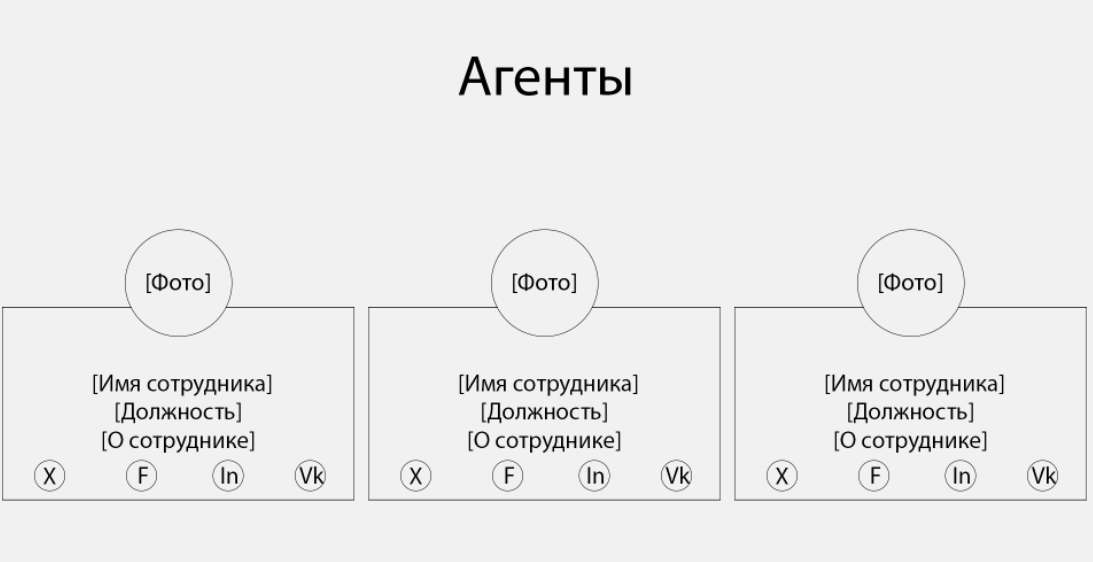 Агенты
[Фото] [Фото] [Фото]
[Имя сотрудника] [Имя сотрудника] [Имя сотрудника]
[Должность] [Должность] [Должность]
[О сотруднике] [О сотруднике] [О сотруднике]
X F In Vk X F In Vk X F In Vk